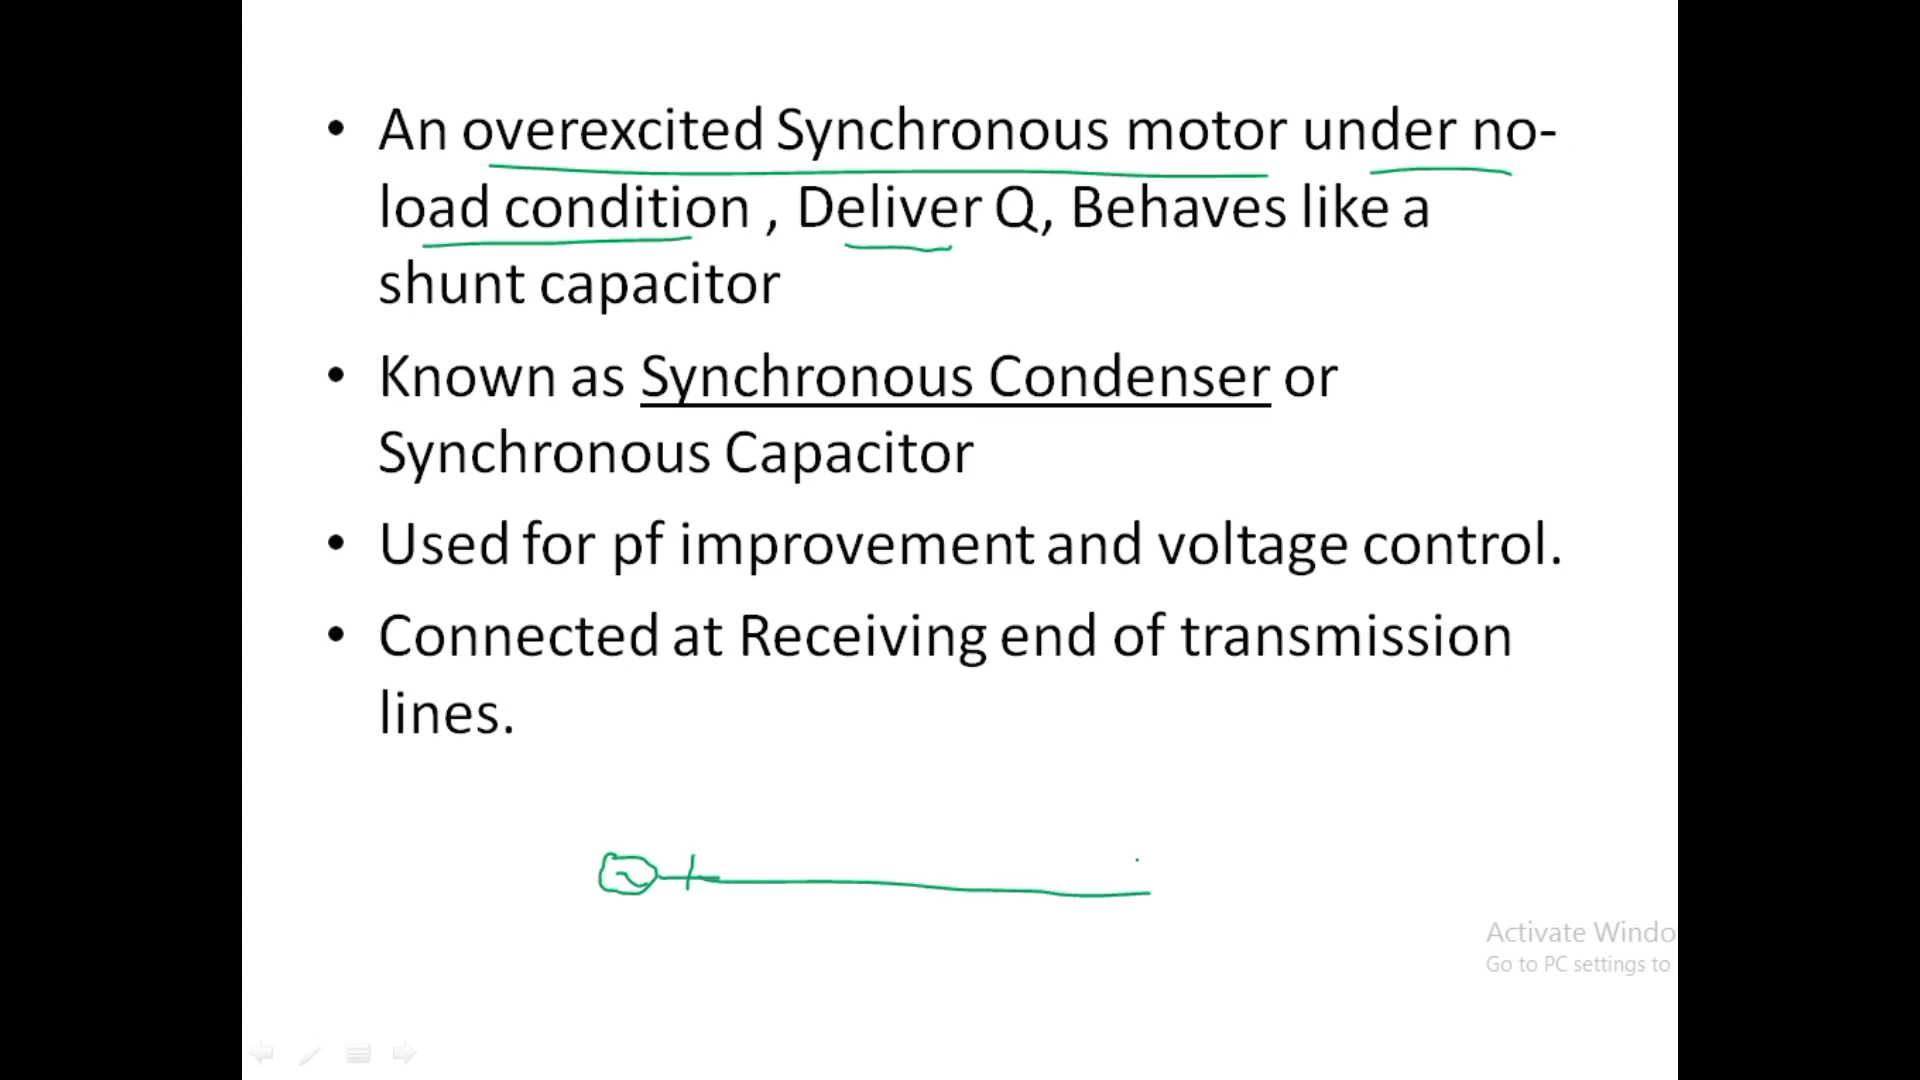 • An overexcited Synchronous motor under no-
load condition , Deliver Q, Behaves like a
shunt capacitor
• Known as Synchronous Condenser or
Synchronous Capacitor
• Used for pf improvement and voltage control.
• Connected at Receiving end of transmission
lines.
Activate Windo
Go to PC settings to